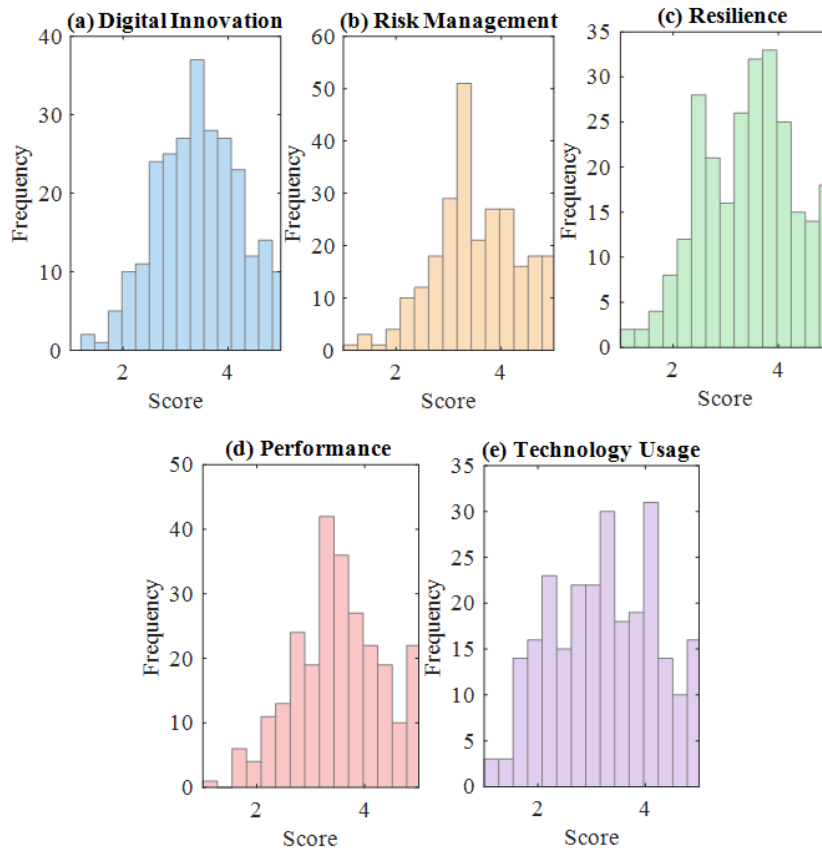 (a) Digital Innovation
40
30
20
10
0
Frequency
2
4
Score
(b) Risk Management
60
50
40
30
20
10
0
Frequency
2
4
Score
(c) Resilience
35
30
25
20
15
10
5
0
Frequency
2
4
Score
(d) Performance
50
40
30
20
10
0
Frequency
2
4
Score
(e) Technology Usage
35
30
25
20
15
10
5
0
Frequency
2
4
Score